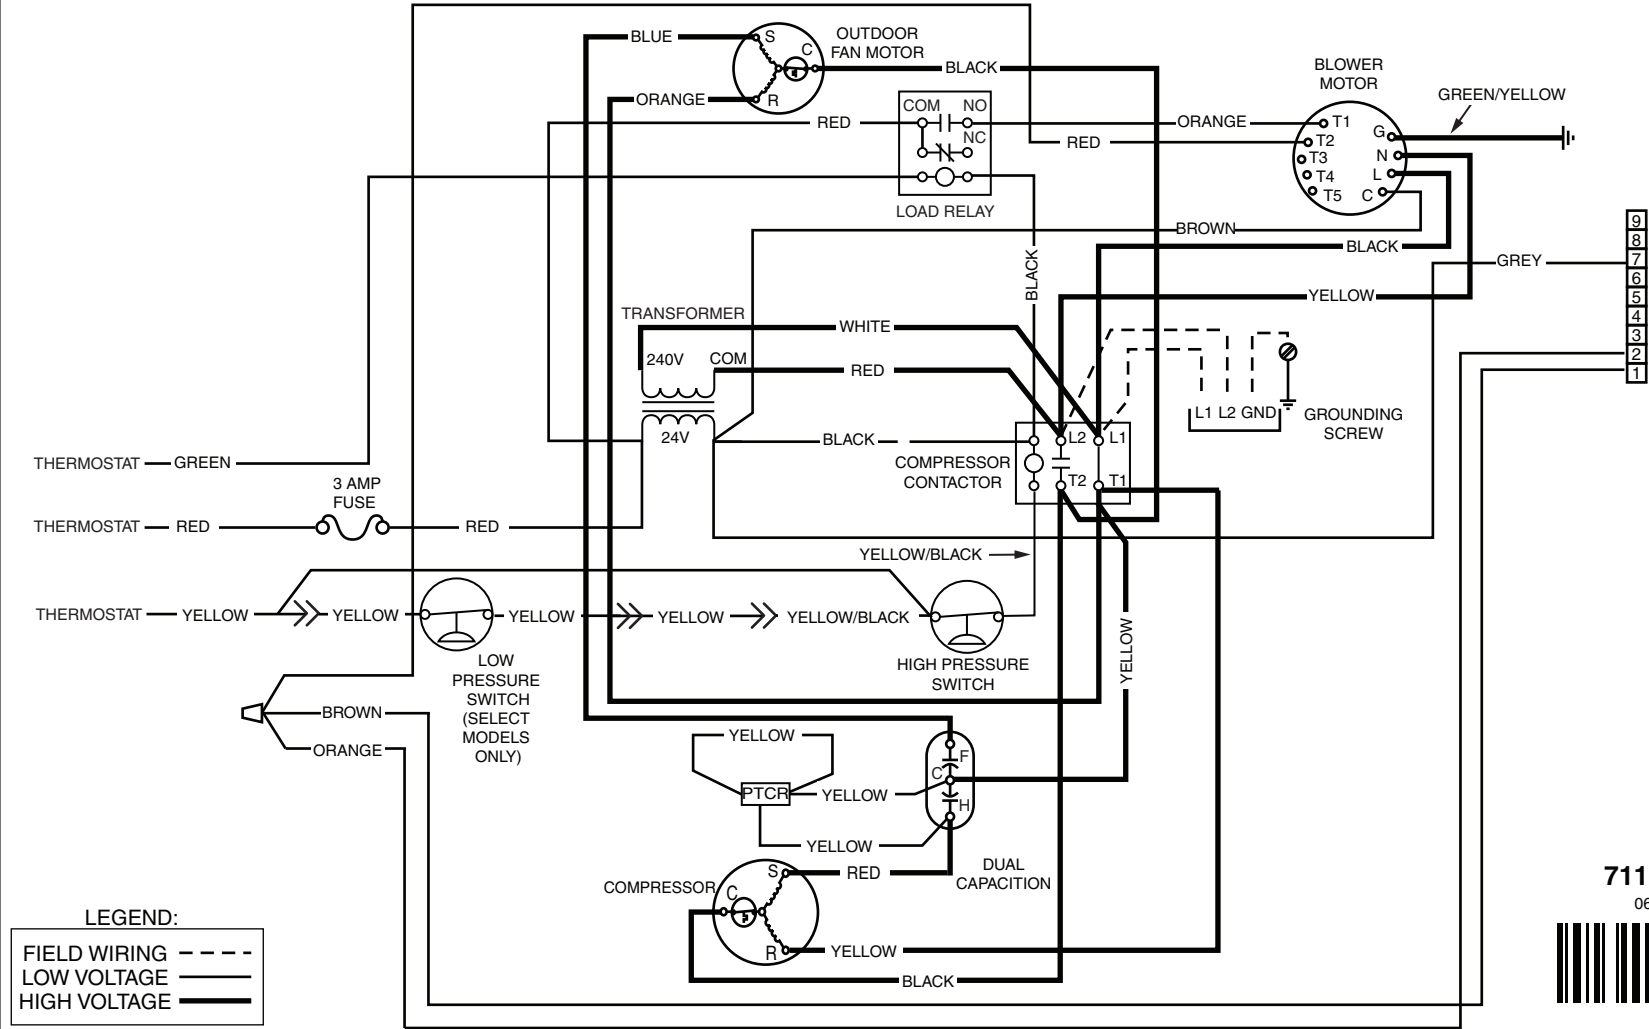 BLUE
S
C
R
OUTDOOR
FAN MOTOR
BLACK
ORANGE
RED
COM NO
NC
LOAD RELAY
ORANGE
RED
BLOWER
MOTOR
T1
T2
T3
T4
T5
G
N
L
C
GREEN/YELLOW
BROWN
BLACK
BLACK
GREY
YELLOW
9
8
7
6
5
4
3
2
1
TRANSFORMER
240V
COM
24V
WHITE
RED
BLACK
L1 L2 GND
GROUNDING
SCREW
COMPRESSOR
CONTACTOR
L2
L1
T2
T1
THERMOSTAT
GREEN
3 AMP
FUSE
THERMOSTAT
RED
RED
YELLOW/BLACK
THERMOSTAT
YELLOW
YELLOW
YELLOW
YELLOW
YELLOW/BLACK
LOW
PRESSURE
SWITCH
(SELECT
MODELS
ONLY)
HIGH PRESSURE
SWITCH
YELLOW
BROWN
ORANGE
YELLOW
PTCR
YELLOW
YELLOW
F
C
H
DUAL
CAPACITION
COMPRESSOR
S
C
R
RED
YELLOW
BLACK
711
06
LEGEND:
FIELD WIRING
LOW VOLTAGE
HIGH VOLTAGE